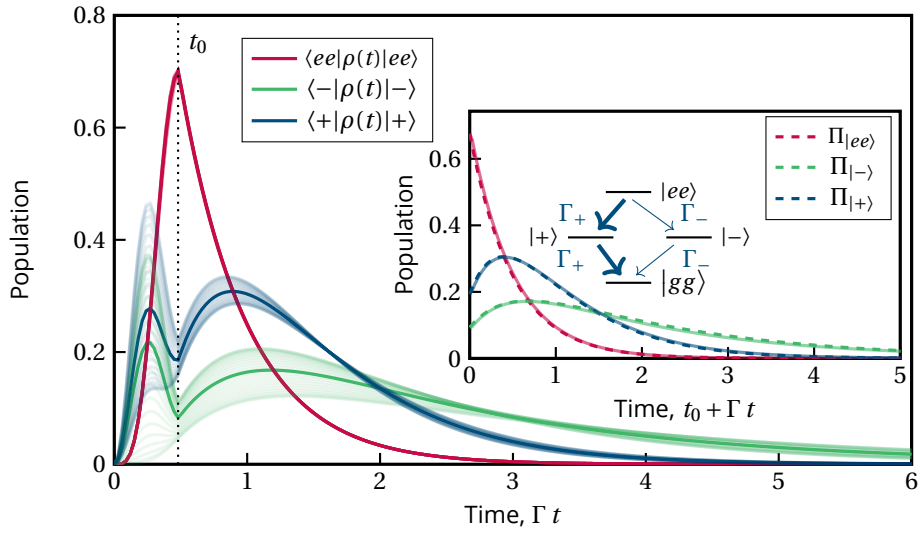 0.8
0.6
0.4
0.2
0
Population
t₀
⟨ee|ρ(t)|ee⟩
⟨−|ρ(t)|−⟩
⟨+|ρ(t)|+⟩
0 1 2 3 4 5 6
Time, Γ t
0.6
0.4
0.2
0
Population
Π|ee⟩
Π|−⟩
Π|+⟩
|ee⟩
Γ₊ Γ₋
|+⟩ |−⟩
Γ₊ Γ₋
|gg⟩
0 1 2 3 4 5
Time, t₀ + Γ t